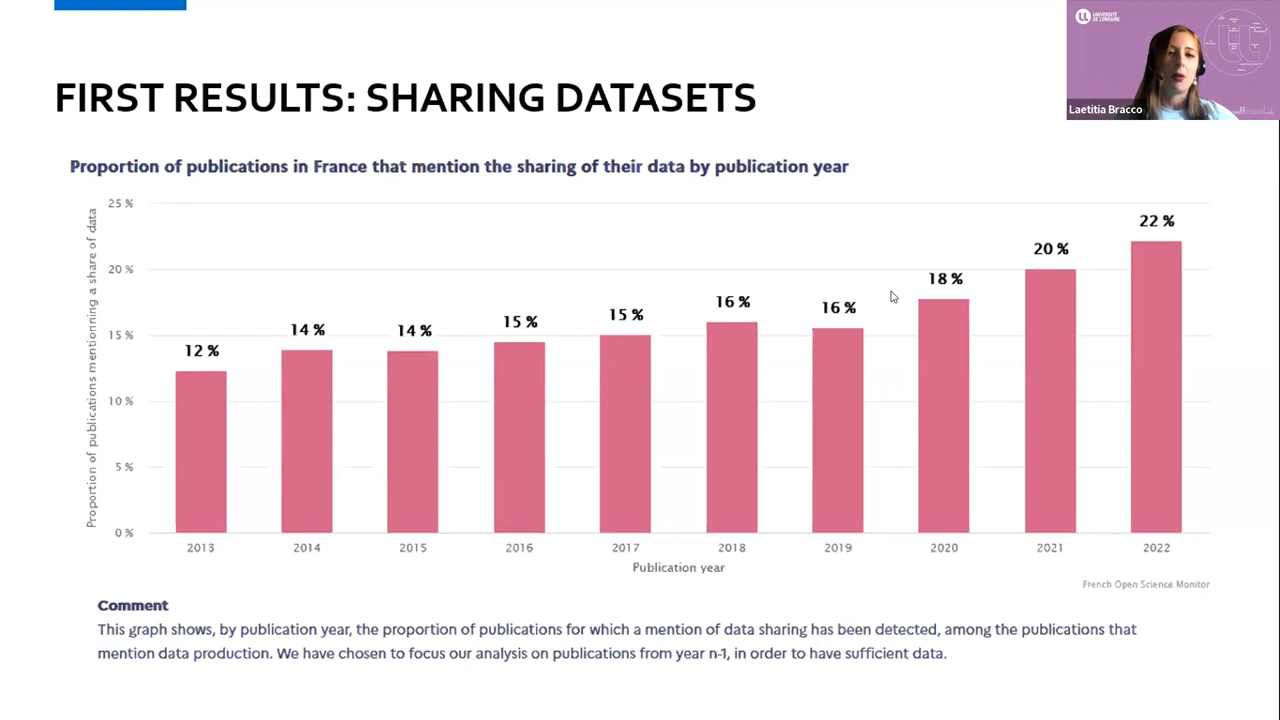 UNIVERSITÉ
DE LORRAINE
Laetitia Bracco
FIRST RESULTS: SHARING DATASETS
Proportion of publications in France that mention the sharing of their data by publication year
Proportion of publications mentionning a share of data
25 %
20 %
15 %
10 %
5 %
0 %
12 %
14 %
14 %
15 %
15 %
16 %
16 %
18 %
20 %
22 %
2013
2014
2015
2016
2017
2018
2019
2020
2021
2022
Publication year
French Open Science Monitor
Comment
This graph shows, by publication year, the proportion of publications for which a mention of data sharing has been detected, among the publications that
mention data production. We have chosen to focus our analysis on publications from year n-1, in order to have sufficient data.